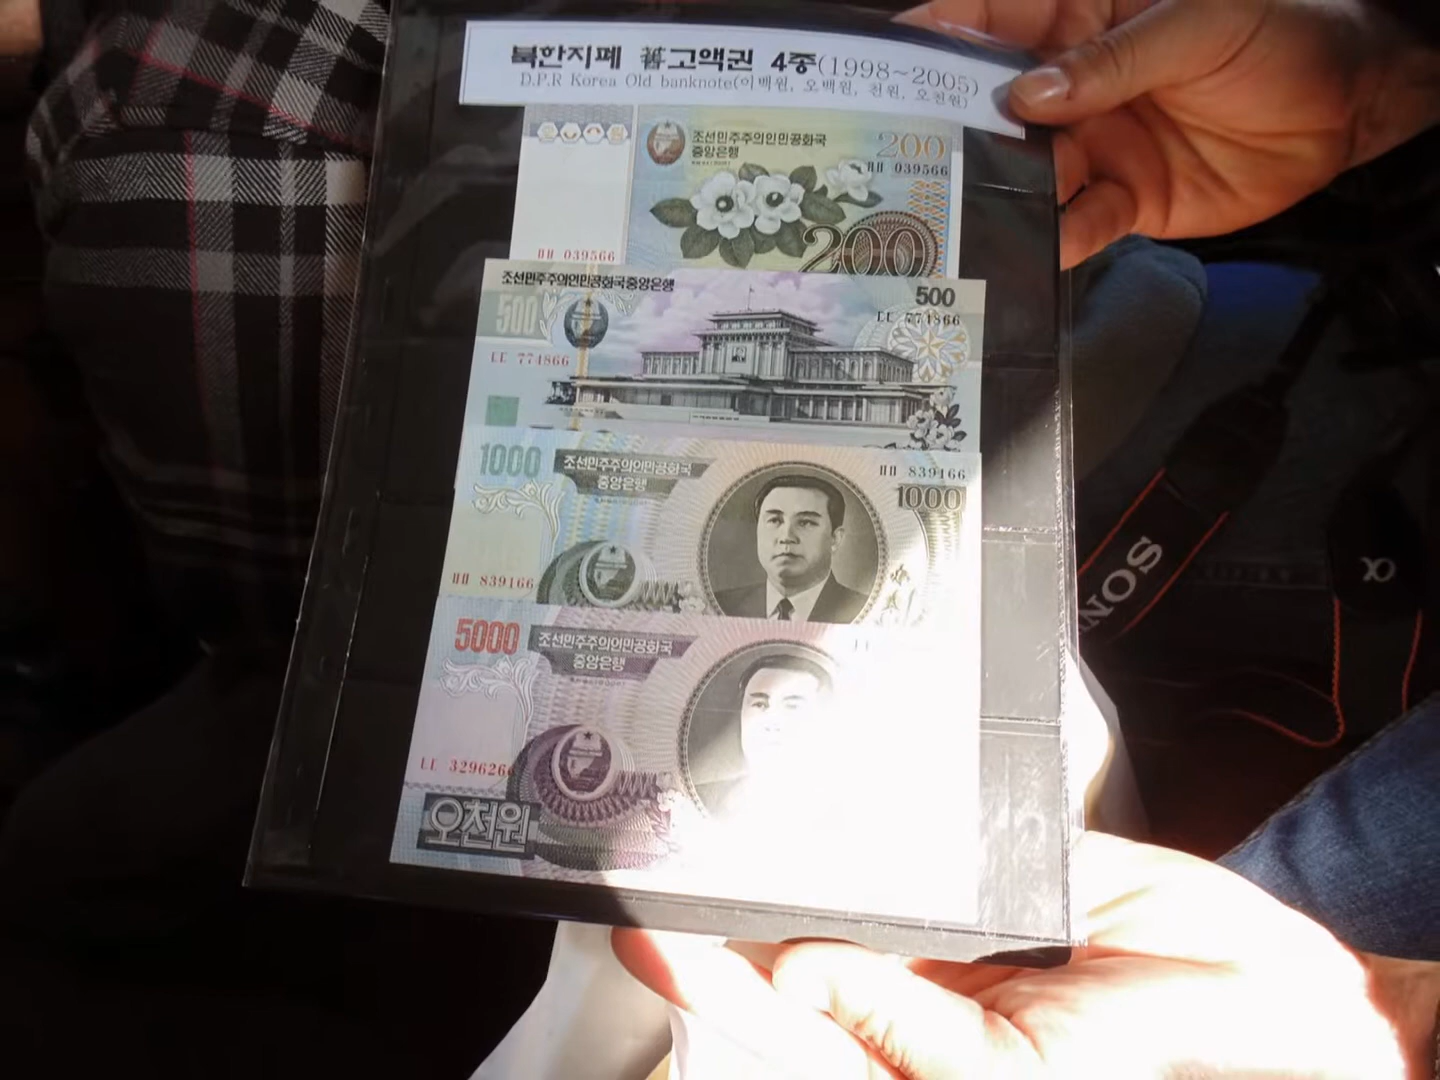 북한지폐 舊고액권 4종(1998~2005)
D.P.R Korea Old banknote(이백원, 오백원, 천원, 오천원)
조선민주주의인민공화국
중앙은행
200
ㅂㅂ 039566
ㅂㅂ 039566
200
조선민주주의인민공화국중앙은행
500
500
ㄷㄷ 774866
ㄷㄷ 774866
1000
조선민주주의인민공화국
중앙은행
ㅂㅂ 839166
1000
ㅂㅂ 839166
5000
조선민주주의인민공화국
중앙은행
ㄷㄷ 3296266
오천원
SONY
α